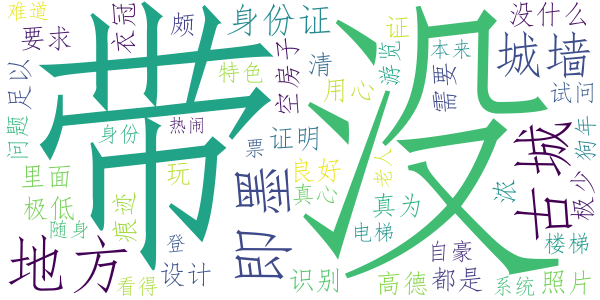 难道
要求
衣冠
颇
身份证
证
没什么
足以
带
特色
空房子
清
用心
没
游览
本来
需要
城墙
试问
问题
身份
热闹
票
证明
狗年
里面
痕迹
玩
即墨
良好
真心
老人
真为
浓
古城
极少
极低
随身
登
电梯
自豪
楼梯
地方
看得
设计
识别
高德
都是
系统
照片